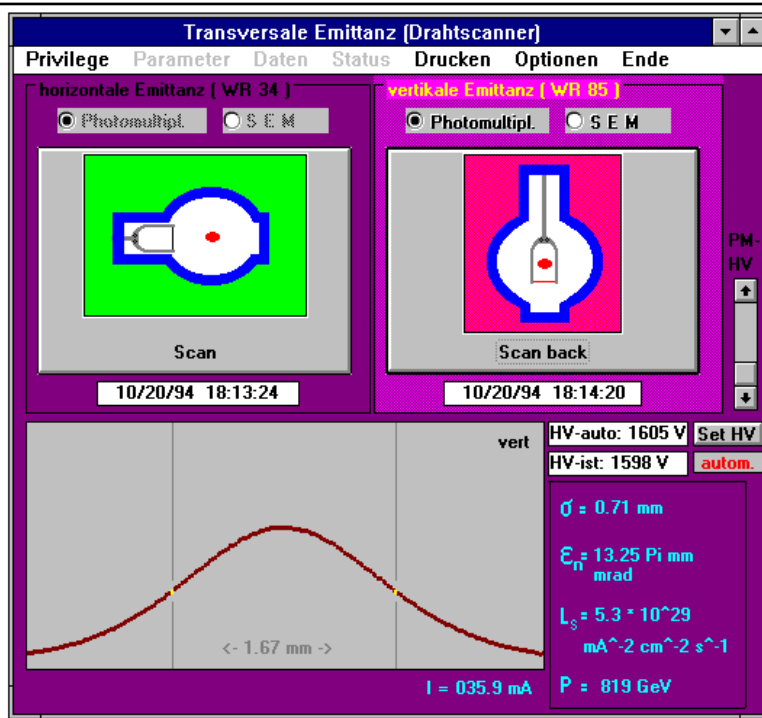 Transversale Emittanz (Drahtscanner)
Privilege Parameter Daten Status Drucken Optionen Ende
horizontale Emittanz ( WR 34 )
Photomultipl. S E M
Scan
10/20/94 18:13:24
vertikale Emittanz ( WR 85 )
Photomultipl. S E M
Scan back
10/20/94 18:14:20
PM-
HV
vert
<- 1.67 mm ->
I = 035.9 mA
HV-auto: 1605 V Set HV
HV-ist: 1598 V autom.
σ = 0.71 mm
εn = 13.25 Pi mm
mrad
Ls = 5.3 * 10^29
mA^-2 cm^-2 s^-1
P = 819 GeV